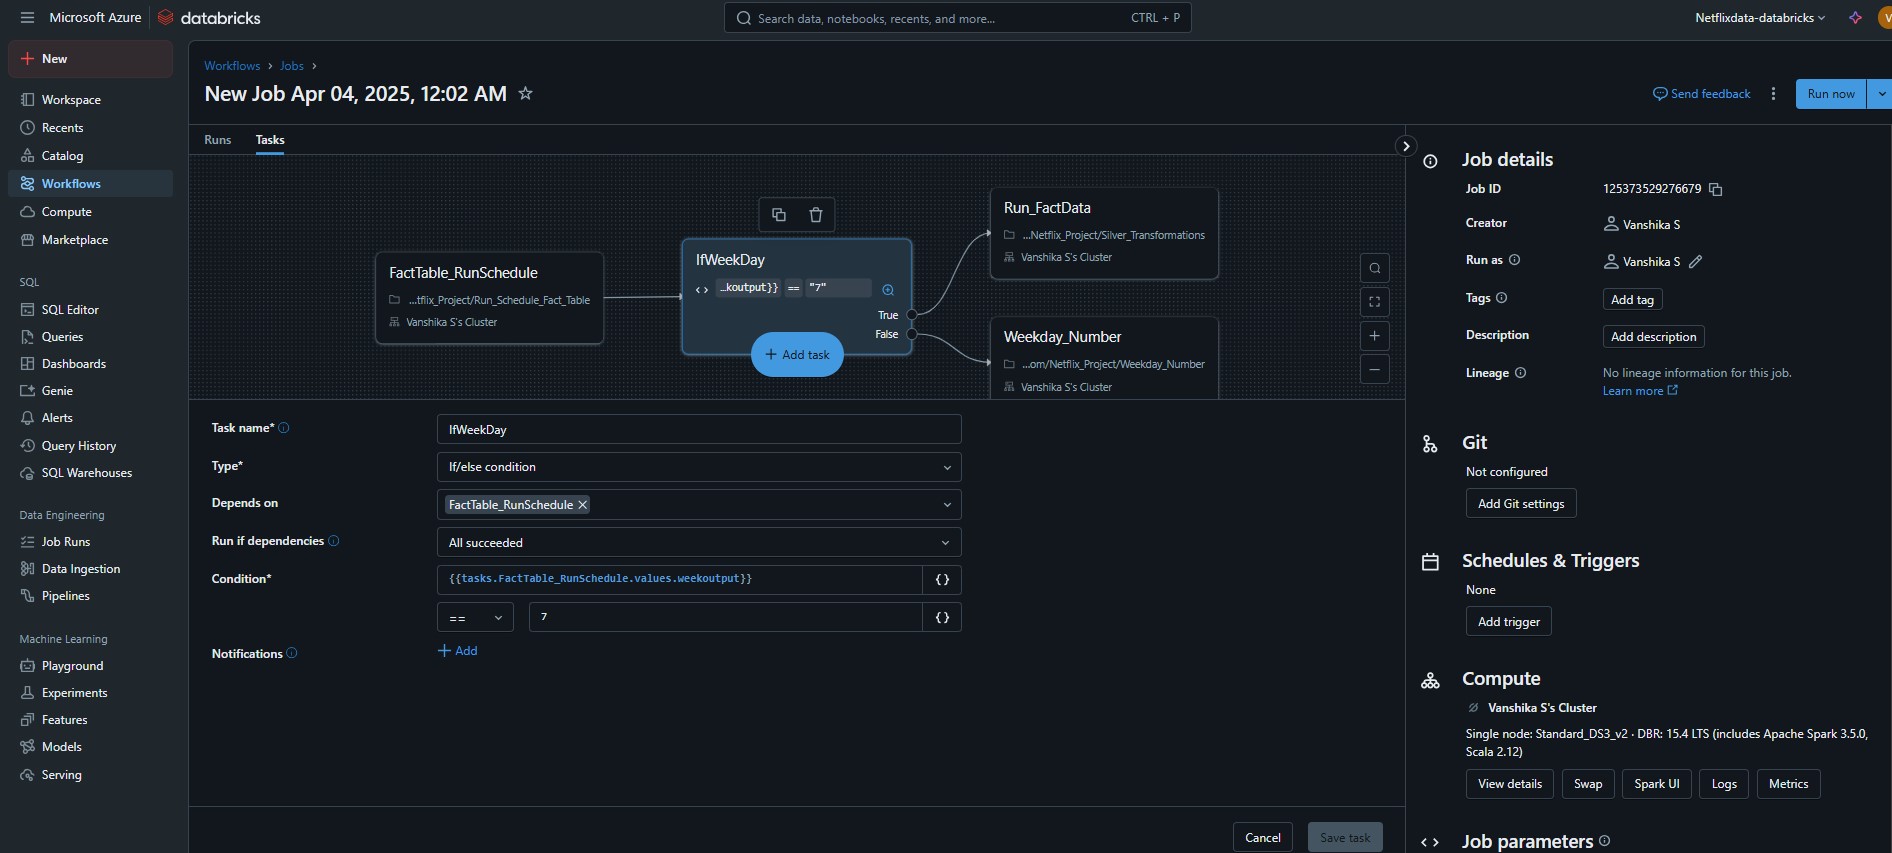 Microsoft Azure databricks
Search data, notebooks, recents, and more... CTRL + P
Netflixdata-databricks
V
New
Workspace
Recents
Catalog
Workflows
Compute
Marketplace
SQL
SQL Editor
Queries
Dashboards
Genie
Alerts
Query History
SQL Warehouses
Data Engineering
Job Runs
Data Ingestion
Pipelines
Machine Learning
Playground
Experiments
Features
Models
Serving
Workflows › Jobs ›
New Job Apr 04, 2025, 12:02 AM
Send feedback
Run now
Runs Tasks
FactTable_RunSchedule
...tflix_Project/Run_Schedule_Fact_Table
Vanshika S's Cluster
IfWeekDay
…koutput}} == "7"
True
False
+ Add task
Run_FactData
...Netflix_Project/Silver_Transformations
Vanshika S's Cluster
Weekday_Number
...om/Netflix_Project/Weekday_Number
Vanshika S's Cluster
Task name* IfWeekDay
Type* If/else condition
Depends on FactTable_RunSchedule
Run if dependencies All succeeded
Condition* {{tasks.FactTable_RunSchedule.values.weekoutput}} {}
== 7 {}
Notifications + Add
Cancel Save task
Job details
Job ID 125373529276679
Creator Vanshika S
Run as Vanshika S
Tags Add tag
Description Add description
Lineage No lineage information for this job.
Learn more
Git
Not configured
Add Git settings
Schedules & Triggers
None
Add trigger
Compute
Vanshika S's Cluster
Single node: Standard_DS3_v2 · DBR: 15.4 LTS (includes Apache Spark 3.5.0,
Scala 2.12)
View details Swap Spark UI Logs Metrics
Job parameters